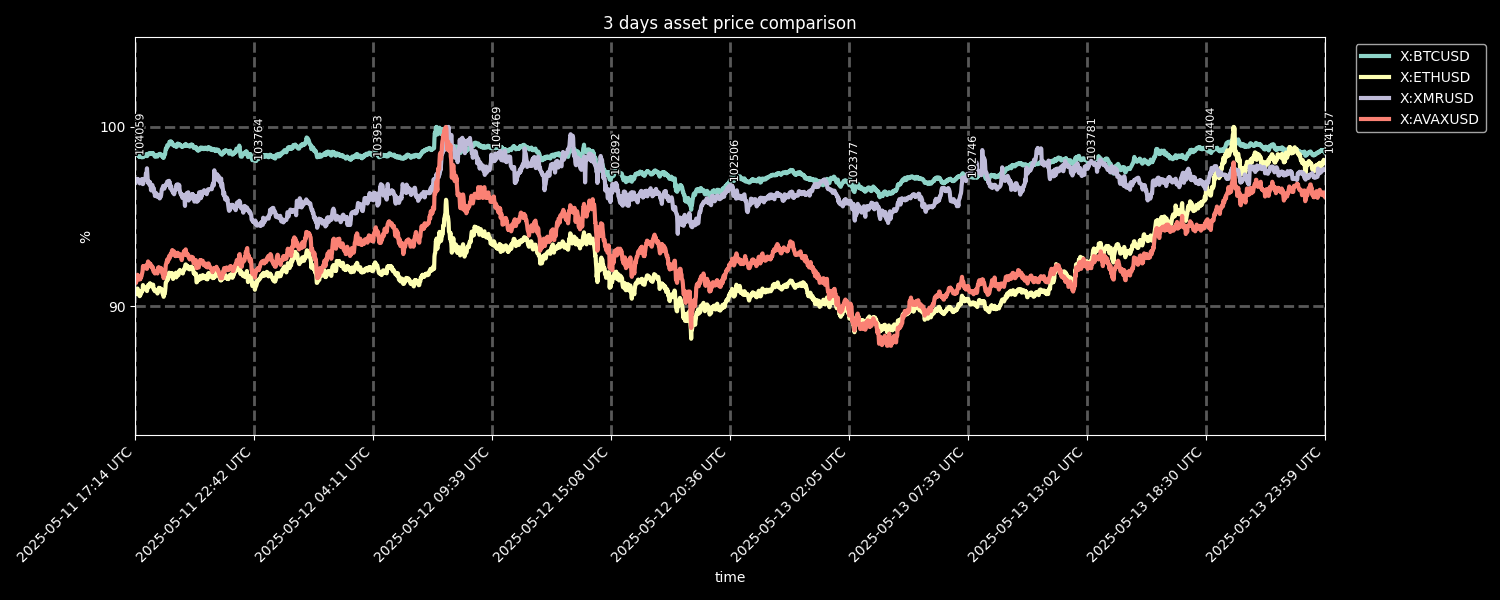 3 days asset price comparison
X:BTCUSD
X:ETHUSD
X:XMRUSD
X:AVAXUSD
%
100
90
104059
103764
103953
104469
102892
102506
102377
102746
103781
104404
104157
2025-05-11 17:14 UTC
2025-05-11 22:42 UTC
2025-05-12 04:11 UTC
2025-05-12 09:39 UTC
2025-05-12 15:08 UTC
2025-05-12 20:36 UTC
2025-05-13 02:05 UTC
2025-05-13 07:33 UTC
2025-05-13 13:02 UTC
2025-05-13 18:30 UTC
2025-05-13 23:59 UTC
time